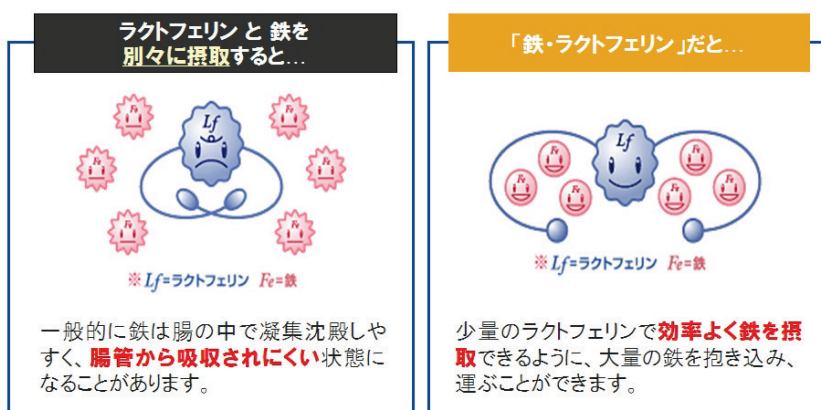 ラクトフェリン と 鉄を
別々に摂取すると…
Fe
Lf
Fe
Fe
Fe
Fe
Fe
※Lf=ラクトフェリン Fe=鉄
一般的に鉄は腸の中で凝集沈殿しや
すく、腸管から吸収されにくい状態に
なることがあります。
「鉄・ラクトフェリン」だと…
Lf
Fe
Fe
Fe
Fe
Fe
Fe
※Lf=ラクトフェリン Fe=鉄
少量のラクトフェリンで効率よく鉄を摂
取できるように、大量の鉄を抱き込み、
運ぶことができます。